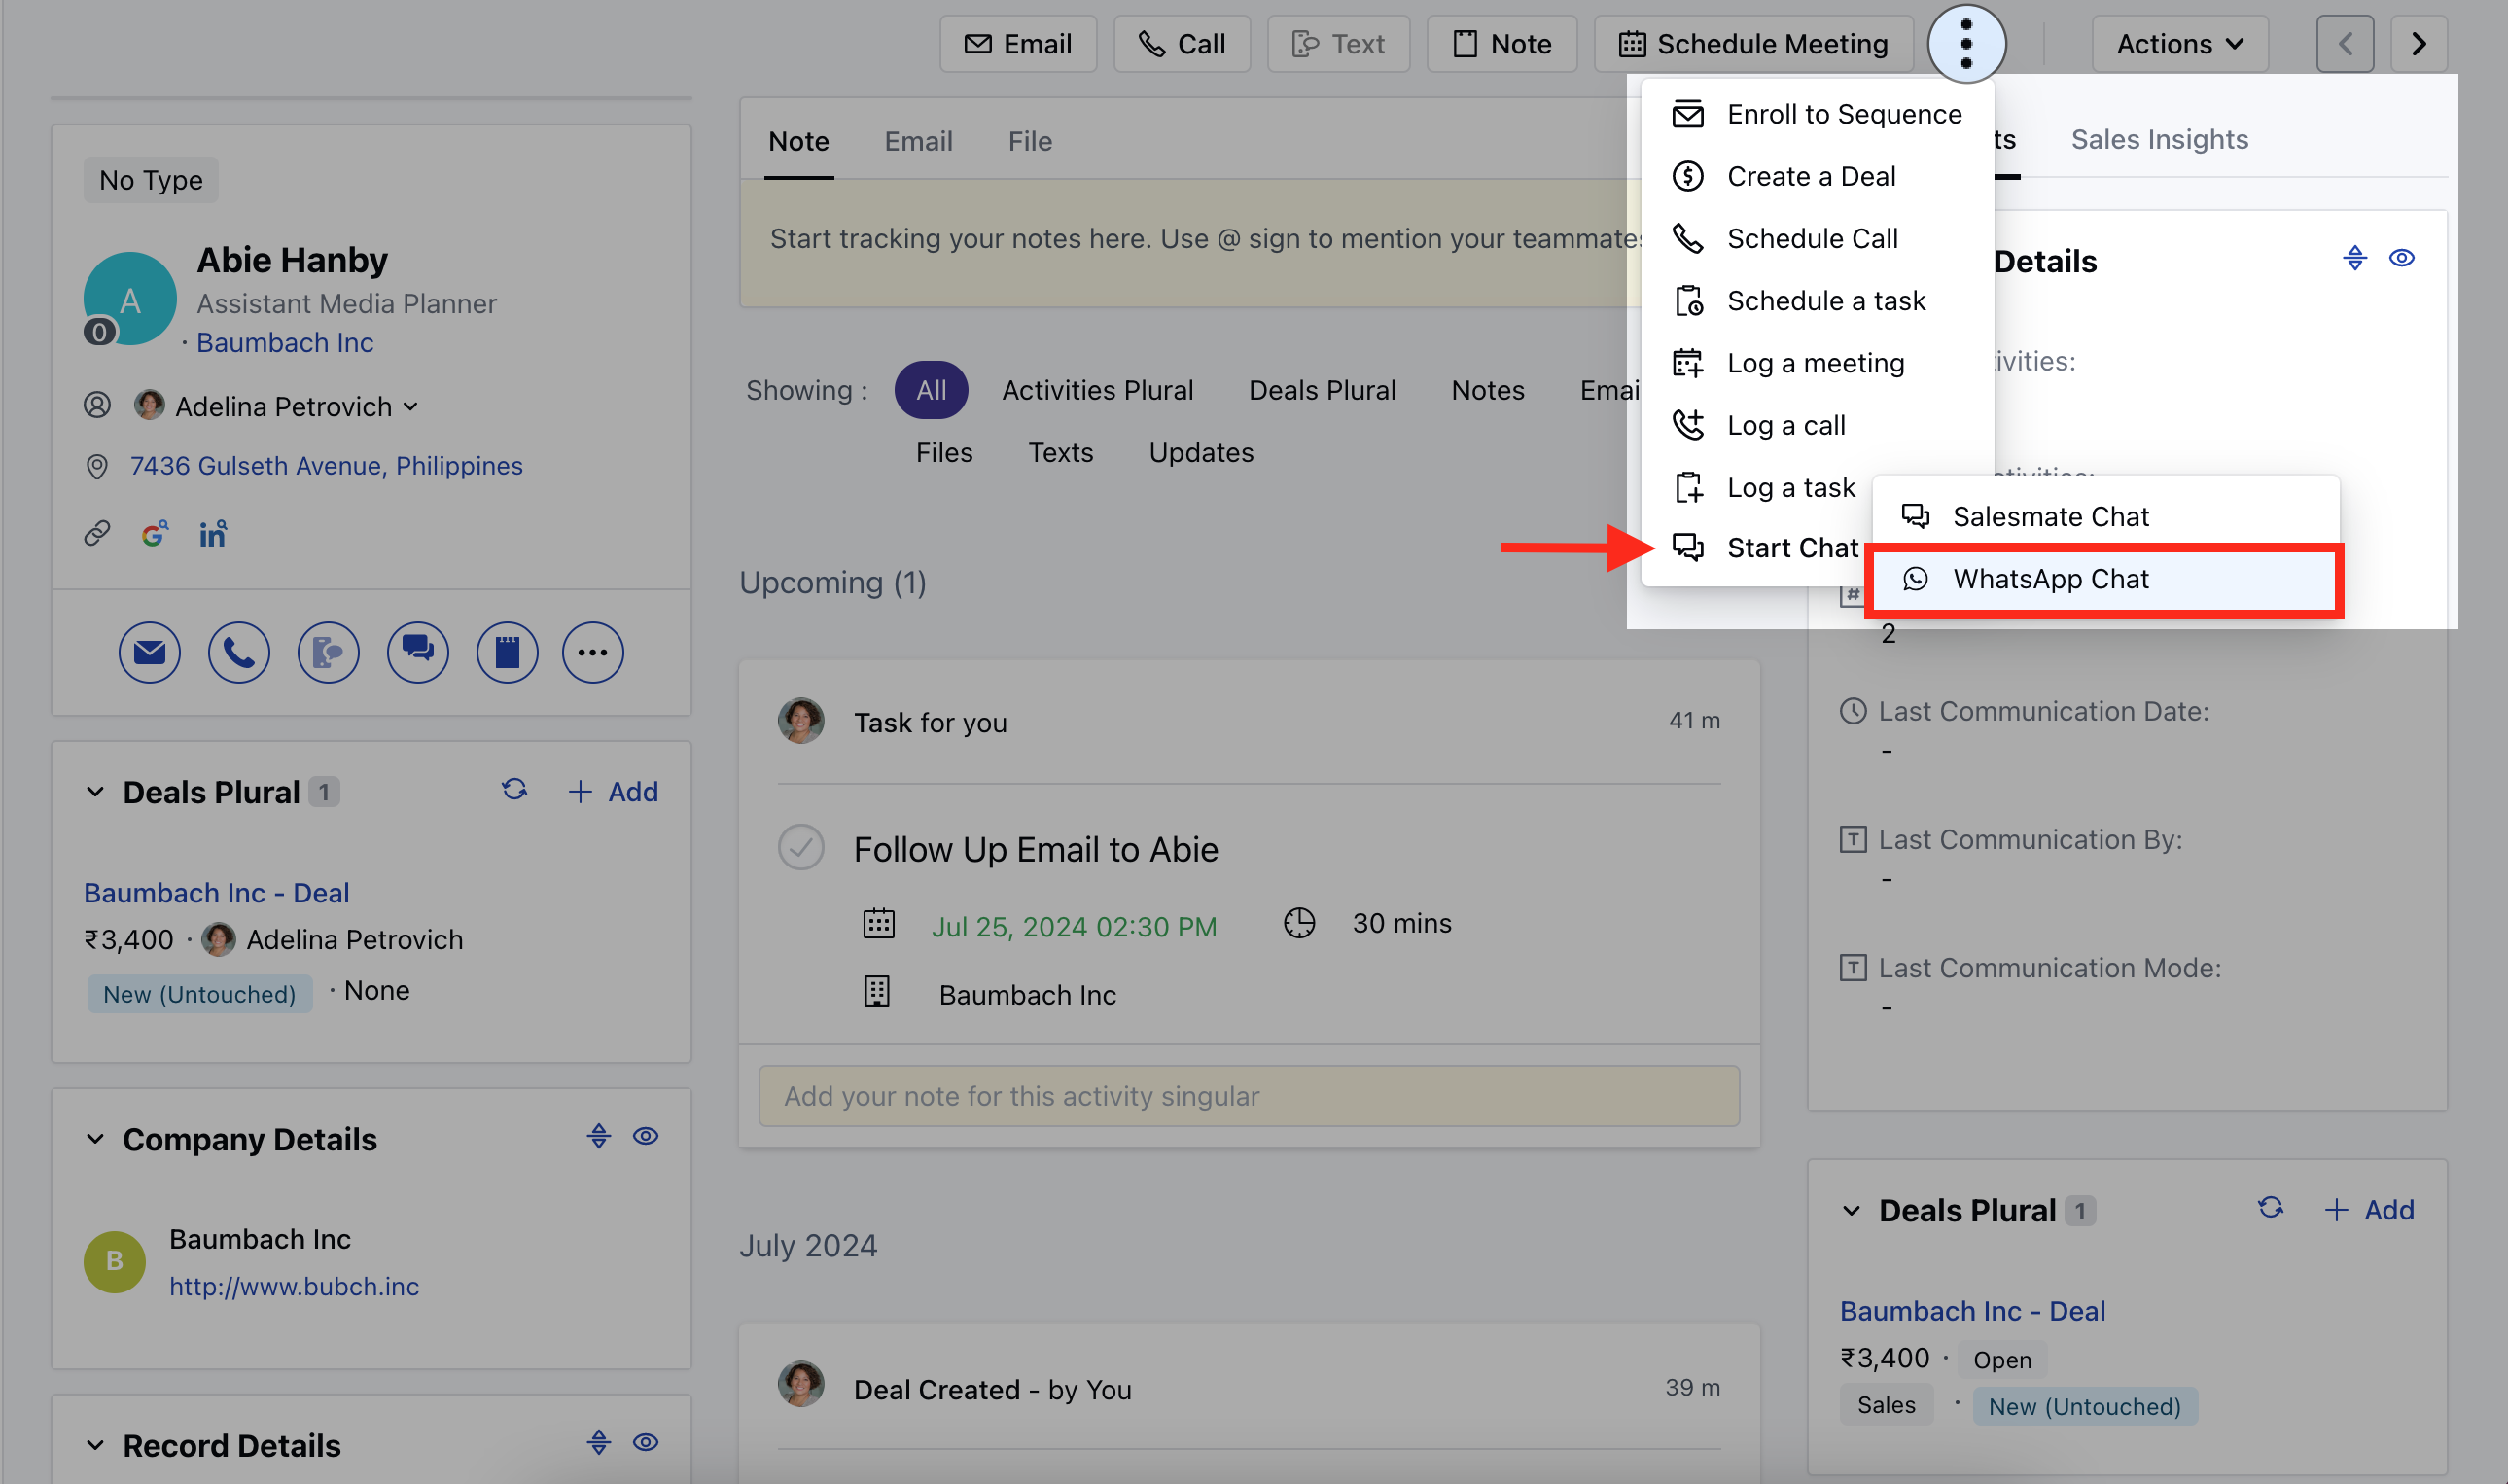 Email
Call
Text
Note
Schedule Meeting
Actions
No Type
A
0
Abie Hanby
Assistant Media Planner
· Baumbach Inc
Adelina Petrovich
7436 Gulseth Avenue, Philippines
Deals Plural 1
Add
Baumbach Inc - Deal
₹3,400 · Adelina Petrovich
New (Untouched) · None
Company Details
B
Baumbach Inc
http://www.bubch.inc
Record Details
Note Email File
Start tracking your notes here. Use @ sign to mention your teammates
Showing : All Activities Plural Deals Plural Notes Emai
Files Texts Updates
Upcoming (1)
Task for you 41 m
Follow Up Email to Abie
Jul 25, 2024 02:30 PM 30 mins
Baumbach Inc
Add your note for this activity singular
July 2024
Deal Created - by You 39 m
Enroll to Sequence
Create a Deal
Schedule Call
Schedule a task
Log a meeting
Log a call
Log a task
Start Chat
Salesmate Chat
WhatsApp Chat
ts Sales Insights
Details
tivities:
2
Last Communication Date:
-
Last Communication By:
-
Last Communication Mode:
-
Deals Plural 1
Add
Baumbach Inc - Deal
₹3,400 · Open
Sales · New (Untouched)